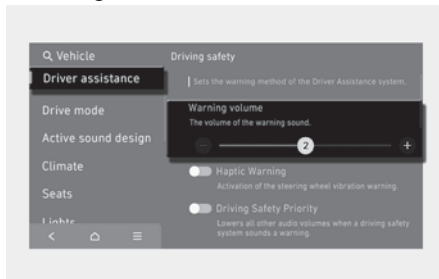 Vehicle
Driver assistance
Drive mode
Active sound design
Climate
Seats
Lights
Driving safety
Sets the warning method of the Driver Assistance system.
Warning volume
The volume of the warning sound.
2
Haptic Warning
Activation of the steering wheel vibration warning.
Driving Safety Priority
Lowers all other audio volumes when a driving safety
system sounds a warning.